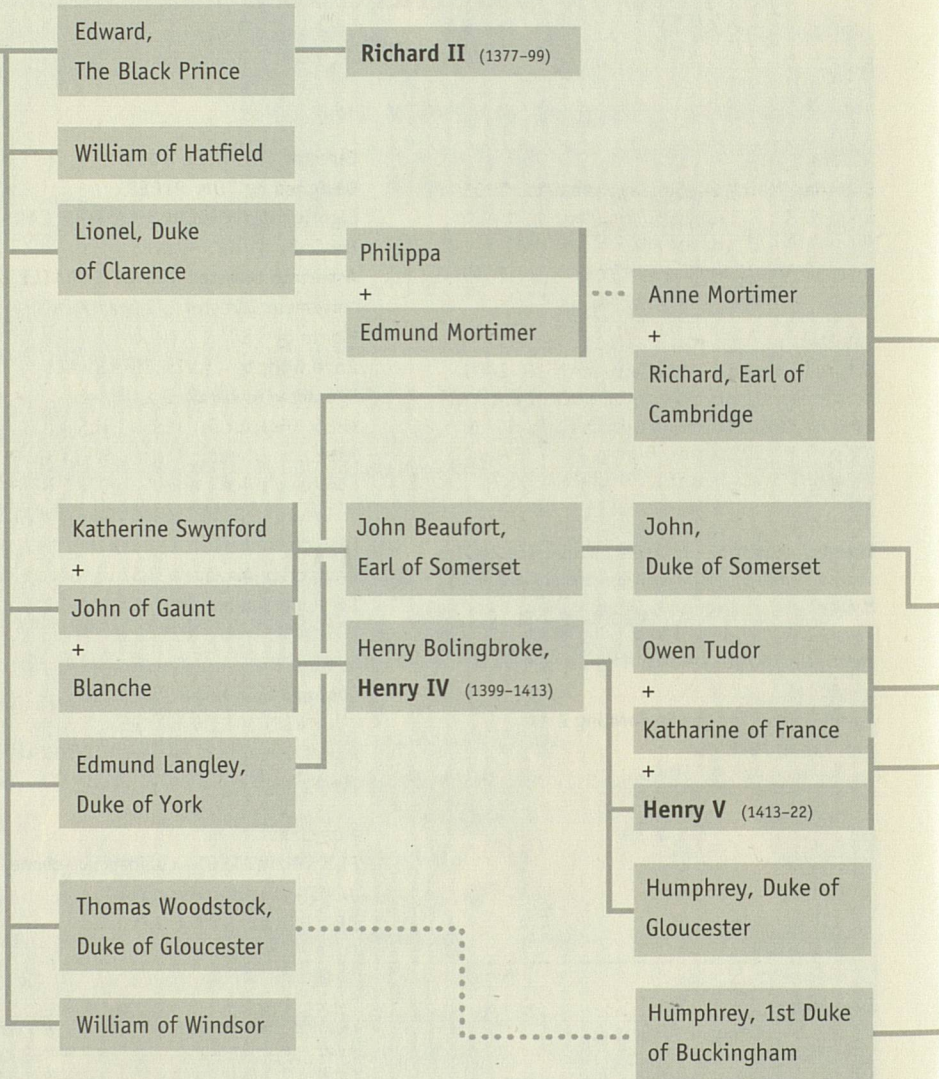 Edward,
The Black Prince
Richard II (1377–99)
William of Hatfield
Lionel, Duke
of Clarence
Philippa
+
Edmund Mortimer
Anne Mortimer
+
Richard, Earl of
Cambridge
Katherine Swynford
+
John of Gaunt
+
Blanche
John Beaufort,
Earl of Somerset
John,
Duke of Somerset
Henry Bolingbroke,
Henry IV (1399–1413)
Owen Tudor
+
Katharine of France
+
Henry V (1413–22)
Edmund Langley,
Duke of York
Humphrey, Duke of
Gloucester
Thomas Woodstock,
Duke of Gloucester
William of Windsor
Humphrey, 1st Duke
of Buckingham